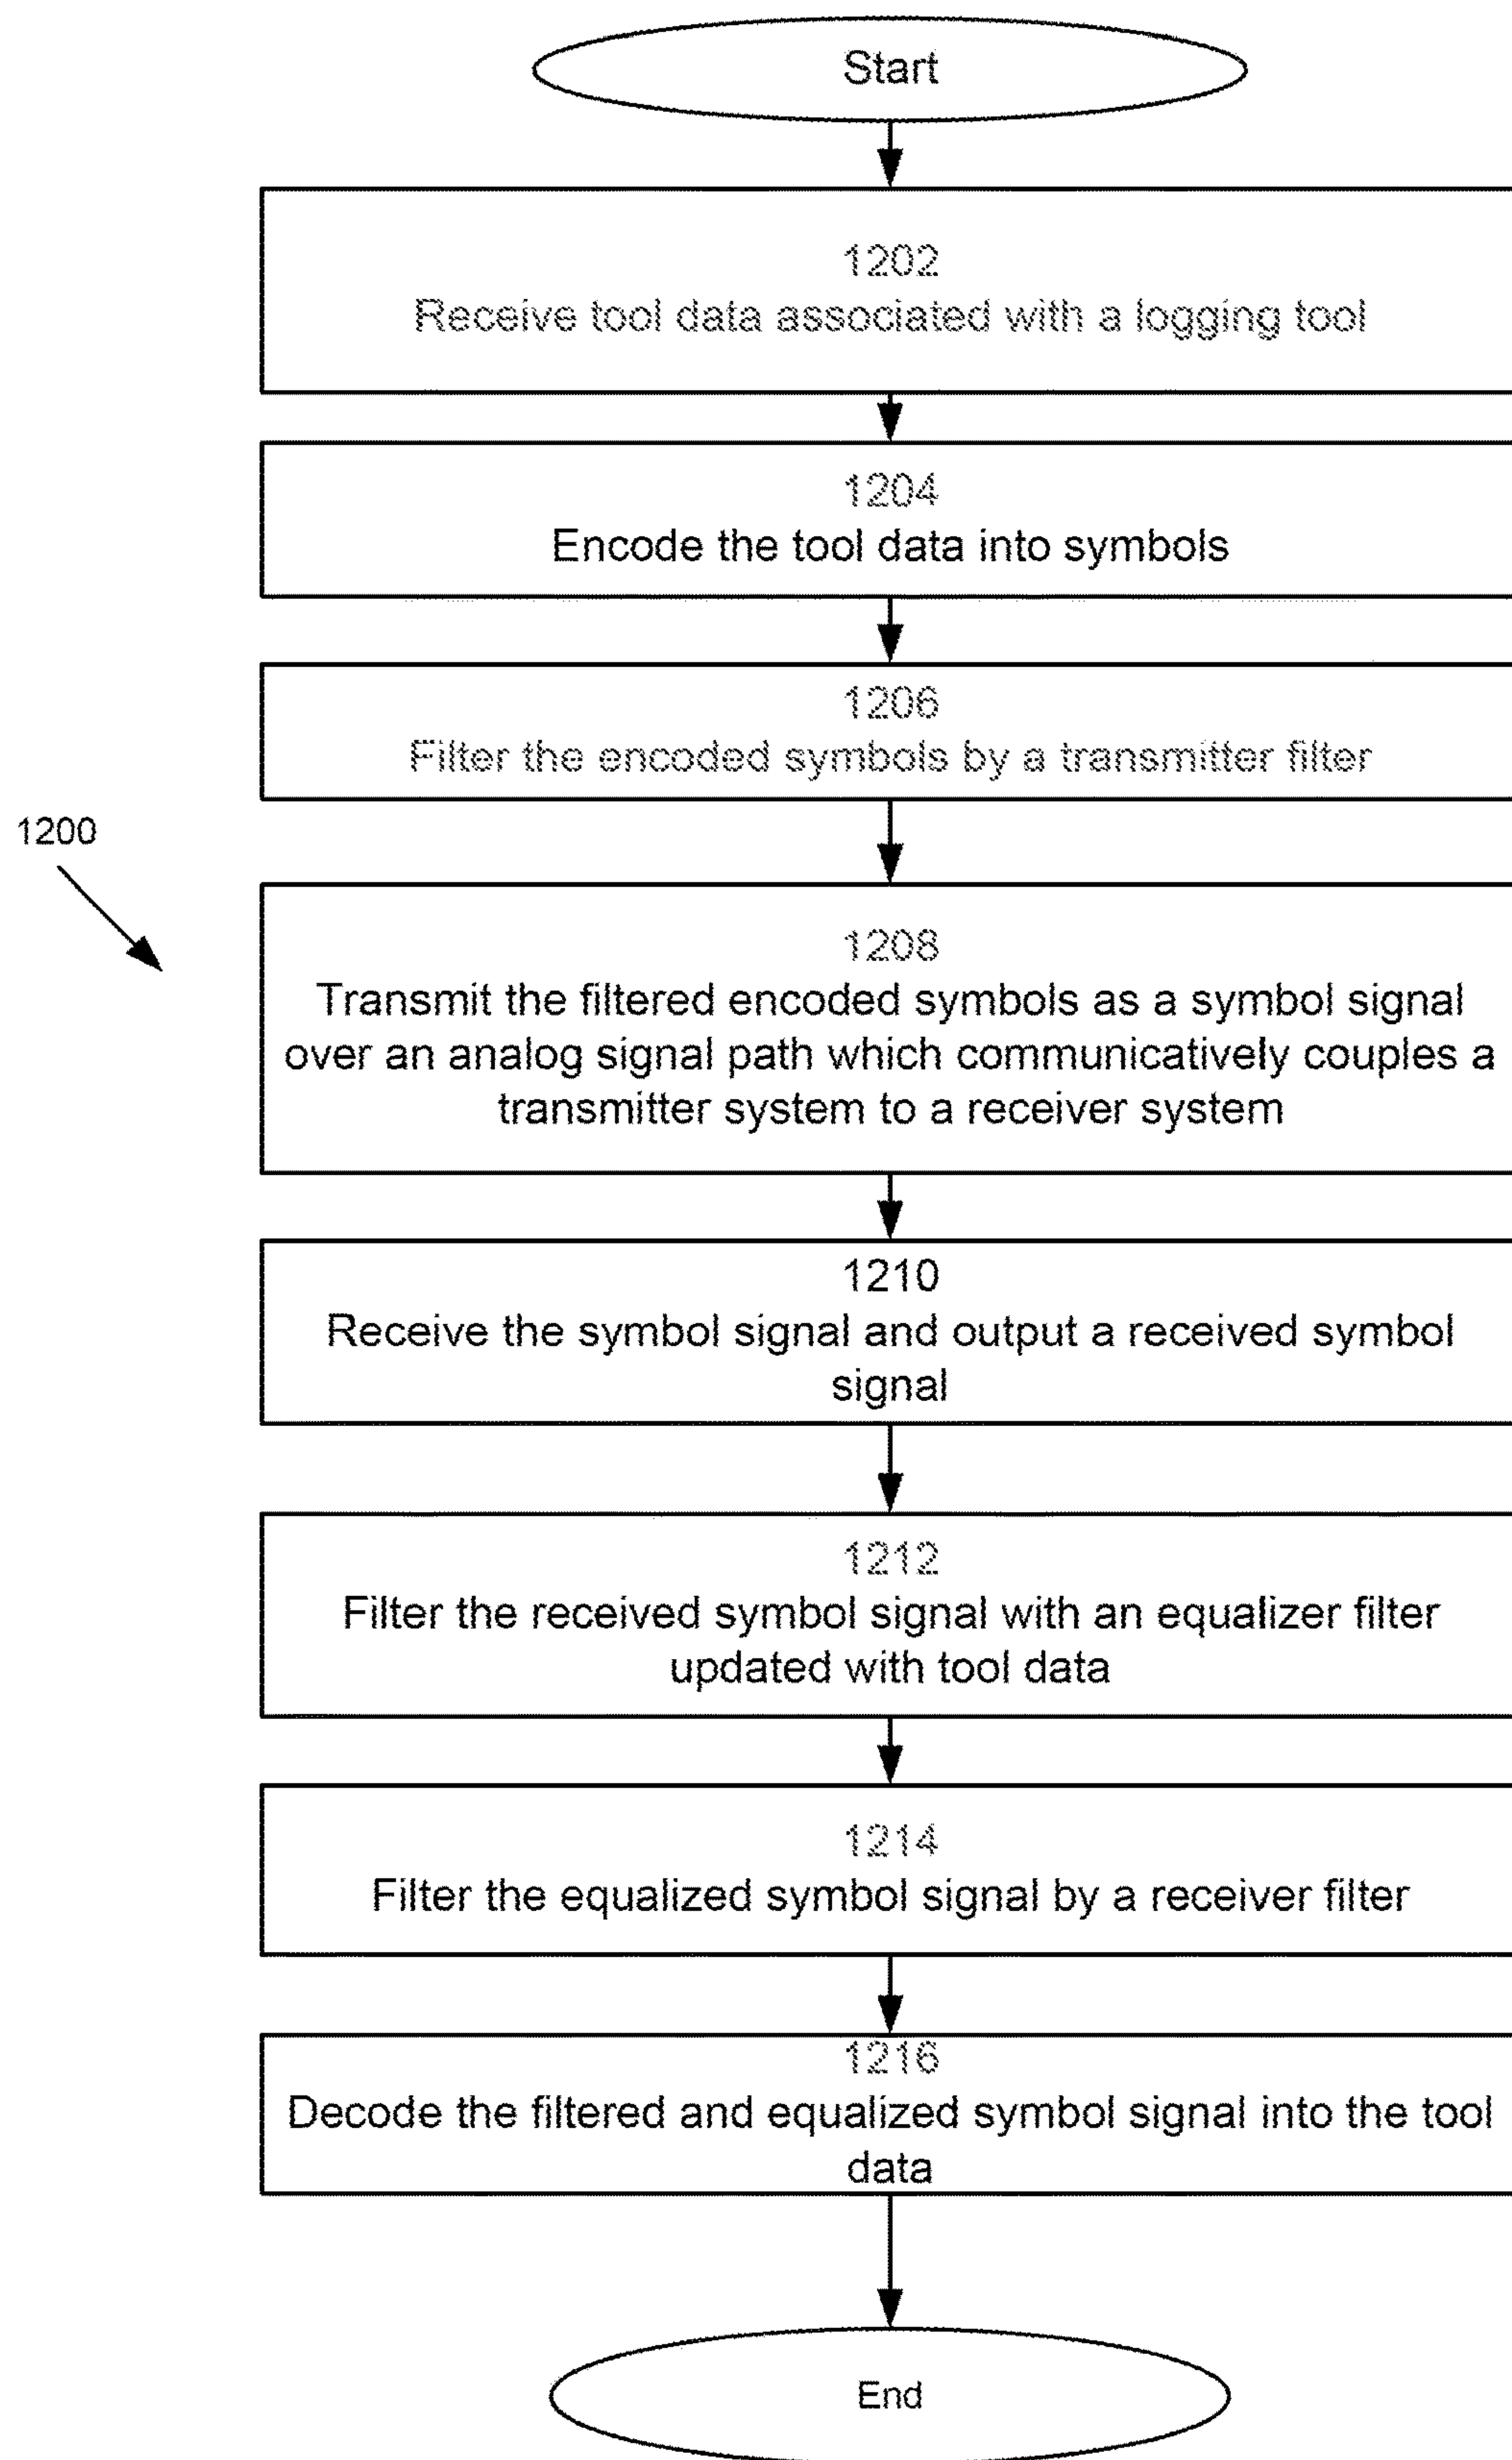 Start
1202
Receive tool data associated with a logging tool
1204
Encode the tool data into symbols
1206
Filter the encoded symbols by a transmitter filter
1200
1208
Transmit the filtered encoded symbols as a symbol signal
over an analog signal path which communicatively couples a
transmitter system to a receiver system
1210
Receive the symbol signal and output a received symbol
signal
1212
Filter the received symbol signal with an equalizer filter
updated with tool data
1214
Filter the equalized symbol signal by a receiver filter
1216
Decode the filtered and equalized symbol signal into the tool
data
End